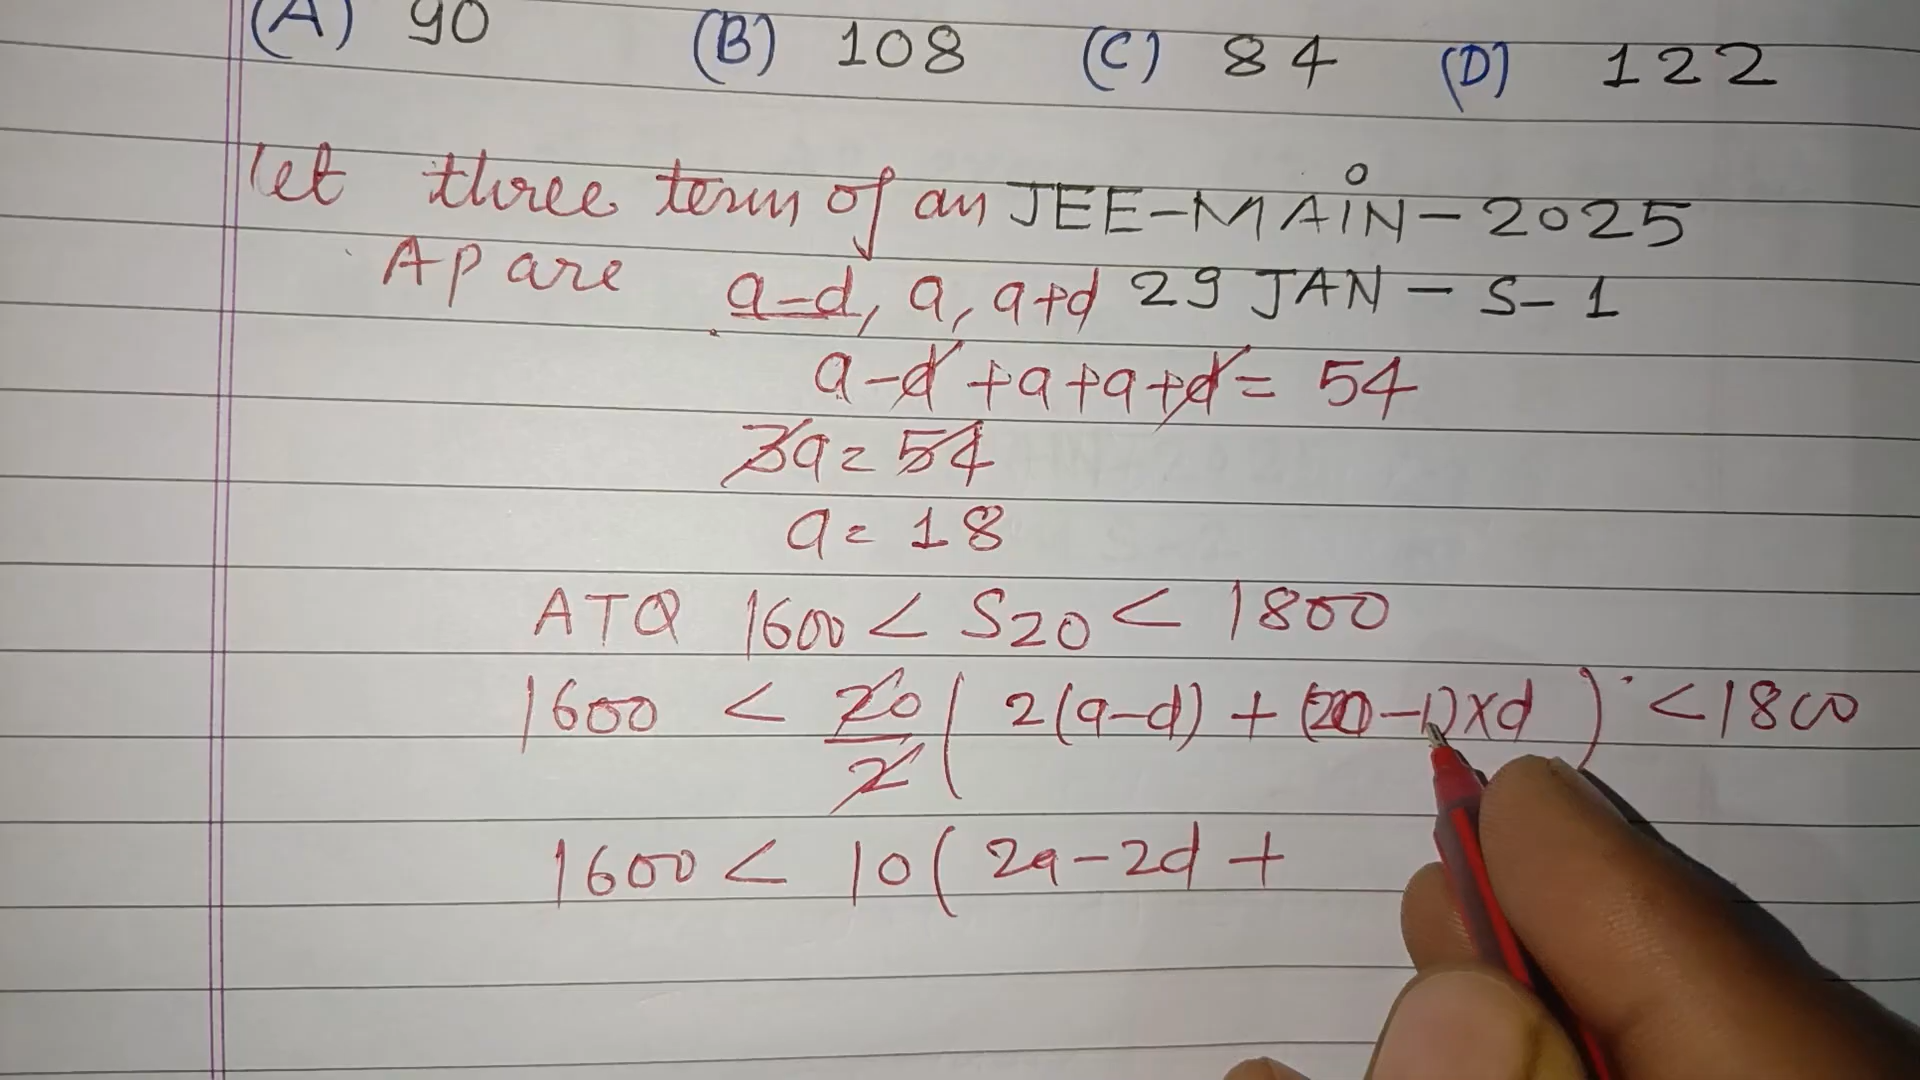 (A) 90 (B) 108 (C) 84 (D) 122
let three term of an JEE-MAIN-2025
AP are a-d, a, a+d 29 JAN - S-1
a-d+a+a+d = 54
3a = 54
a = 18
ATQ 1600 < S20 < 1800
1600 < 20/2 ( 2(a-d) + (20-1)xd ) < 1800
1600 < 10 ( 2a-2d +